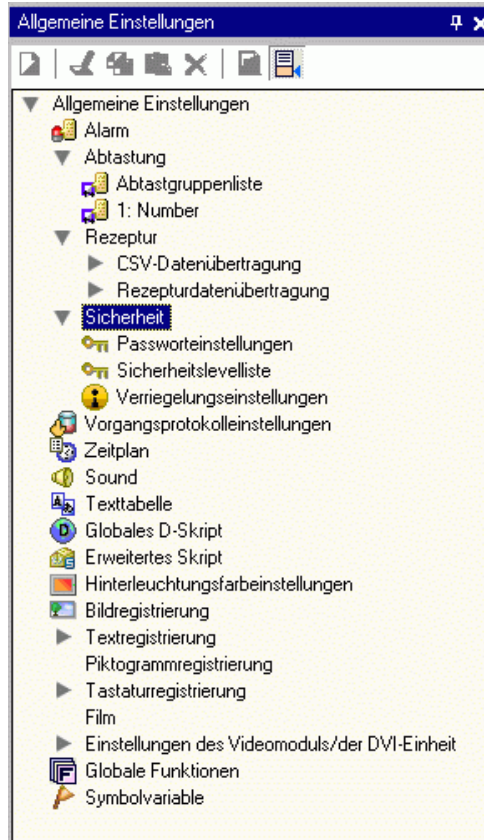 Allgemeine Einstellungen
Allgemeine Einstellungen
Alarm
Abtastung
Abtastgruppenliste
1: Number
Rezeptur
CSV-Datenübertragung
Rezepturdatenübertragung
Sicherheit
Passworteinstellungen
Sicherheitslevelliste
Verriegelungseinstellungen
Vorgangsprotokolleinstellungen
Zeitplan
Sound
Texttabelle
Globales D-Skript
Erweitertes Skript
Hinterleuchtungsfarbeinstellungen
Bildregistrierung
Textregistrierung
Piktogrammregistrierung
Tastaturregistrierung
Film
Einstellungen des Videomoduls/der DVI-Einheit
Globale Funktionen
Symbolvariable